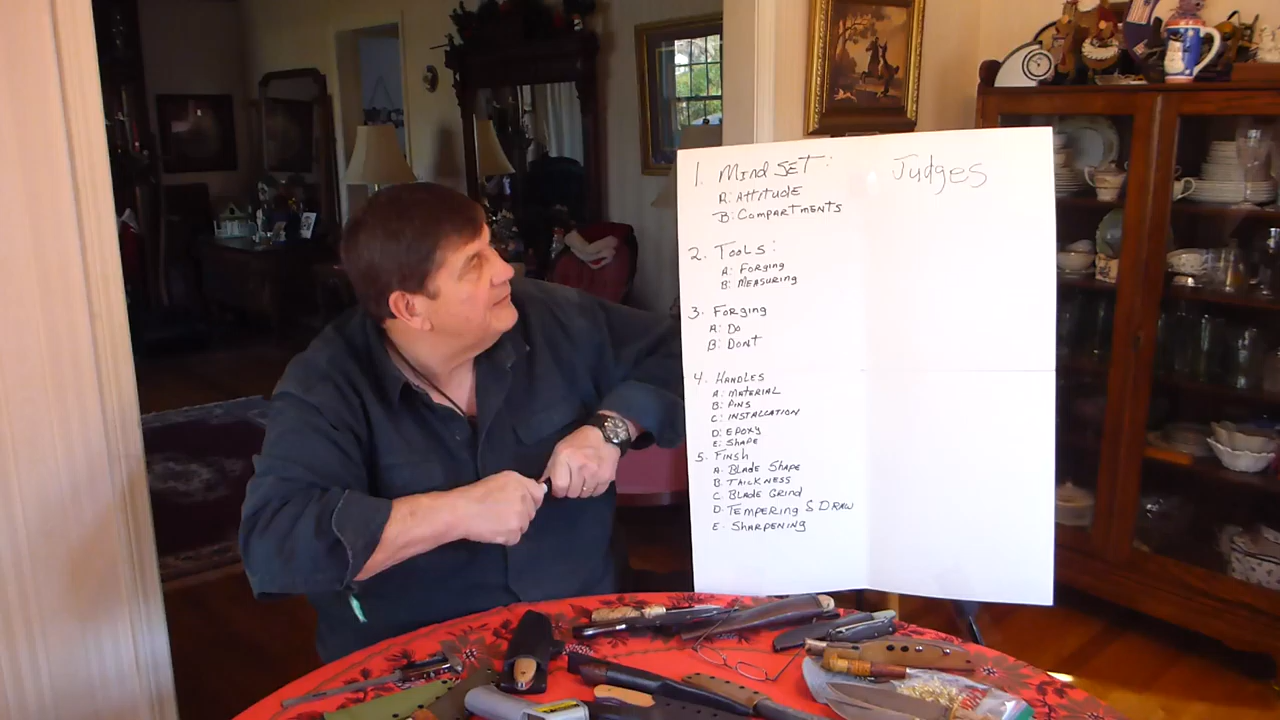 1. Mind SET:
A: Attitude
B: Compartments
2. Tools:
A: Forging
B: Measuring
3. Forging
A: Do
B: Dont
4. Handles
A: Material
B: Pins
C: Installation
D: Epoxy
E: Shape
5. Finsh
A. Blade Shape
B. Thickness
C. Blade Grind
D. Tempering & Draw
E. Sharpening
Judges